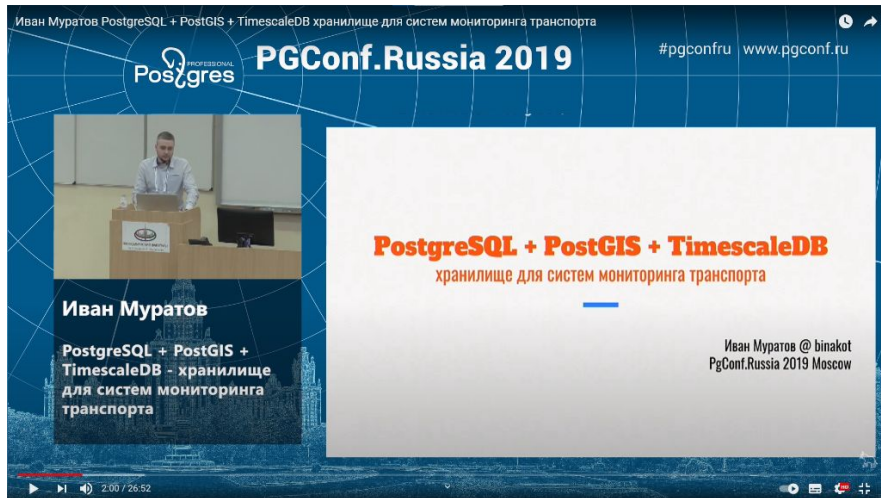 Иван Муратов PostgreSQL + PostGIS + TimescaleDB хранилище для систем мониторинга транспорта
PROFESSIONAL
Postgres
PGConf.Russia 2019
#pgconfru www.pgconf.ru
PostgreSQL + PostGIS + TimescaleDB
хранилище для систем мониторинга транспорта
Иван Муратов @ binakot
PgConf.Russia 2019 Moscow
Иван Муратов
PostgreSQL + PostGIS +
TimescaleDB - хранилище
для систем мониторинга
транспорта
2:00 / 26:52